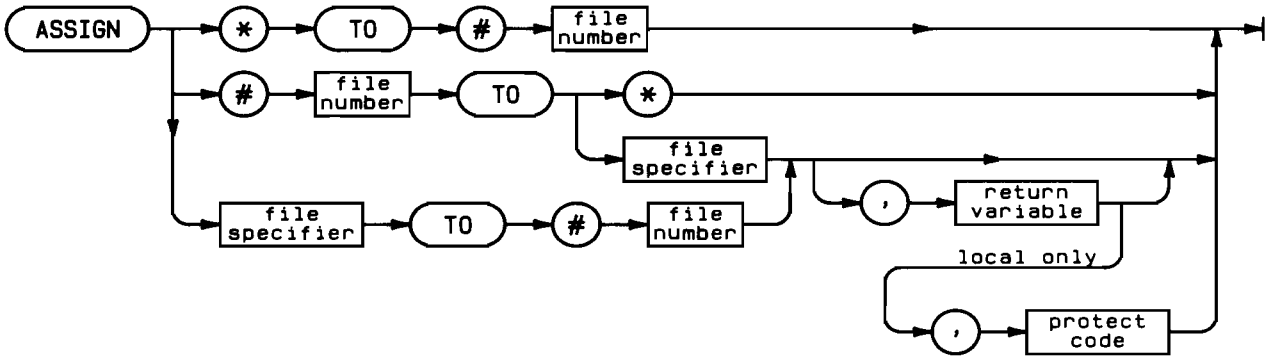 ASSIGN * TO # file number
# file number TO *
file specifier
file specifier TO # file number , return variable
local only
, protect code